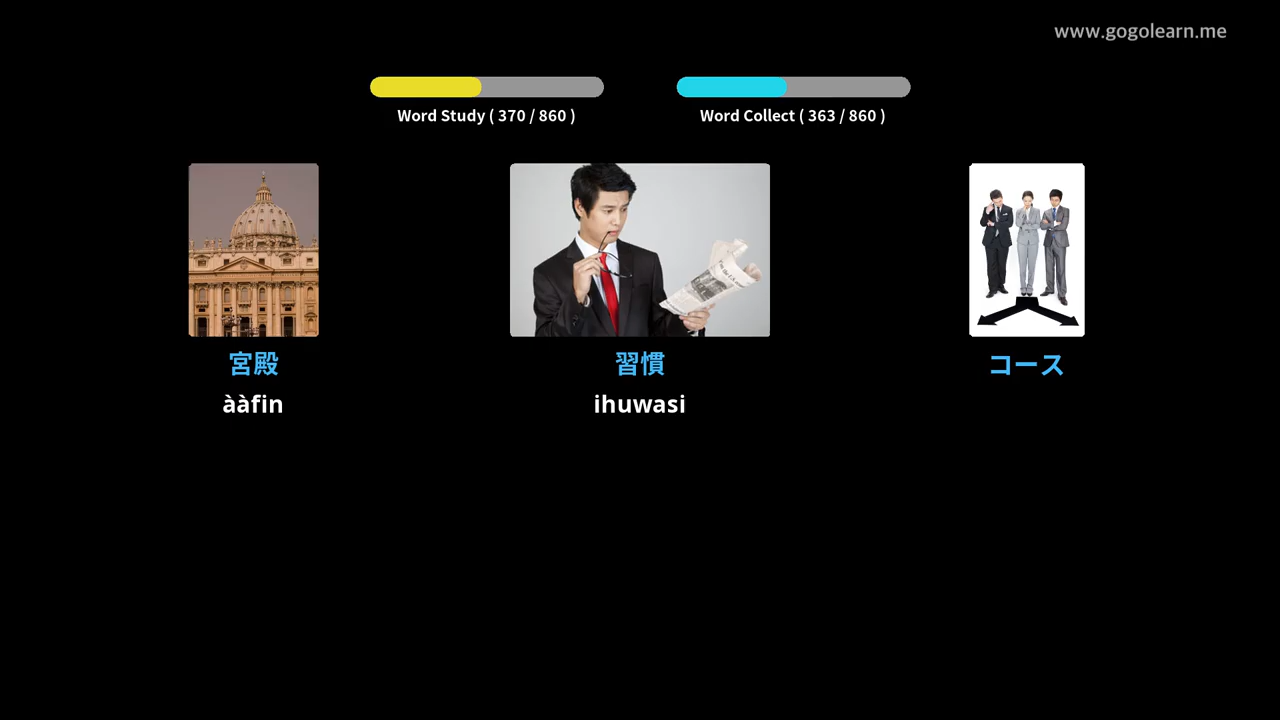 www.gogolearn.me
Word Study ( 370 / 860 )
Word Collect ( 363 / 860 )
宮殿
ààfin
習慣
ihuwasi
コース